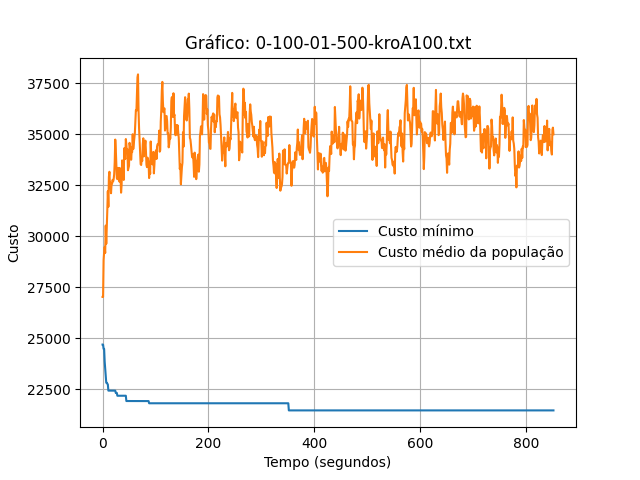 Gráfico: 0-100-01-500-kroA100.txt
37500
35000
32500
30000
27500
25000
22500
Custo
Custo mínimo
Custo médio da população
0
200
400
600
800
Tempo (segundos)